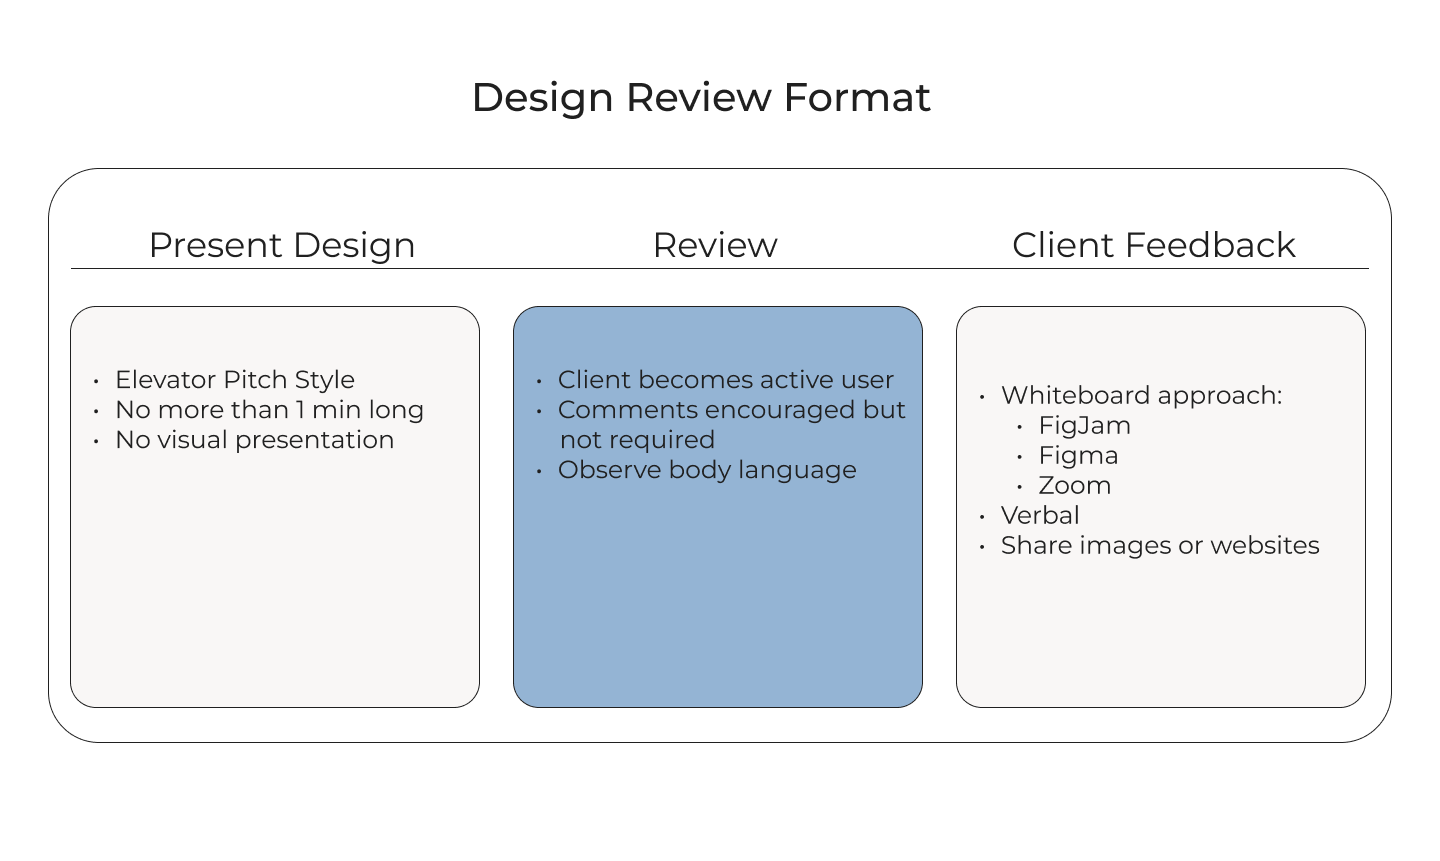 Design Review Format
Present Design
Review
Client Feedback
• Elevator Pitch Style
• No more than 1 min long
• No visual presentation
• Client becomes active user
• Comments encouraged but
not required
• Observe body language
• Whiteboard approach:
• FigJam
• Figma
• Zoom
• Verbal
• Share images or websites